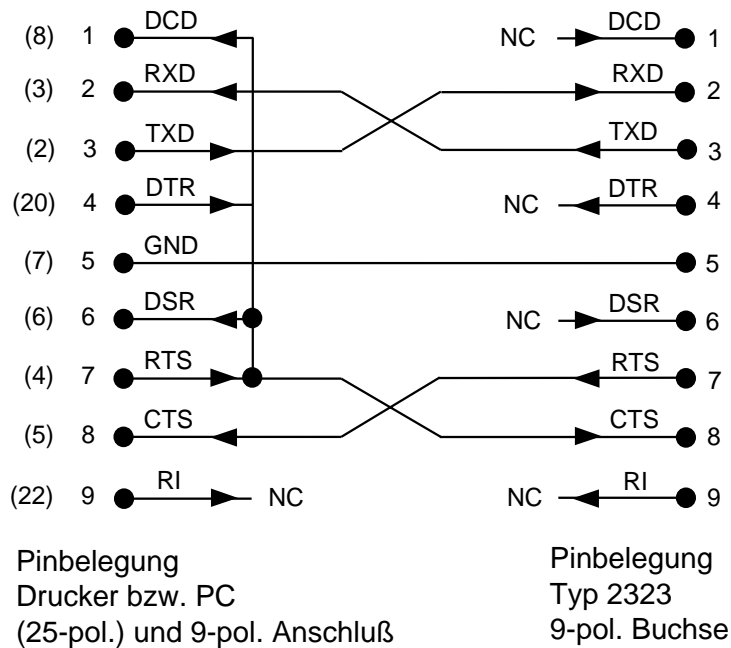 (8) 1 DCD NC DCD 1
(3) 2 RXD RXD 2
(2) 3 TXD TXD 3
(20) 4 DTR NC DTR 4
(7) 5 GND 5
(6) 6 DSR NC DSR 6
(4) 7 RTS RTS 7
(5) 8 CTS CTS 8
(22) 9 RI NC NC RI 9
Pinbelegung
Drucker bzw. PC
(25-pol.) und 9-pol. Anschluß
Pinbelegung
Typ 2323
9-pol. Buchse